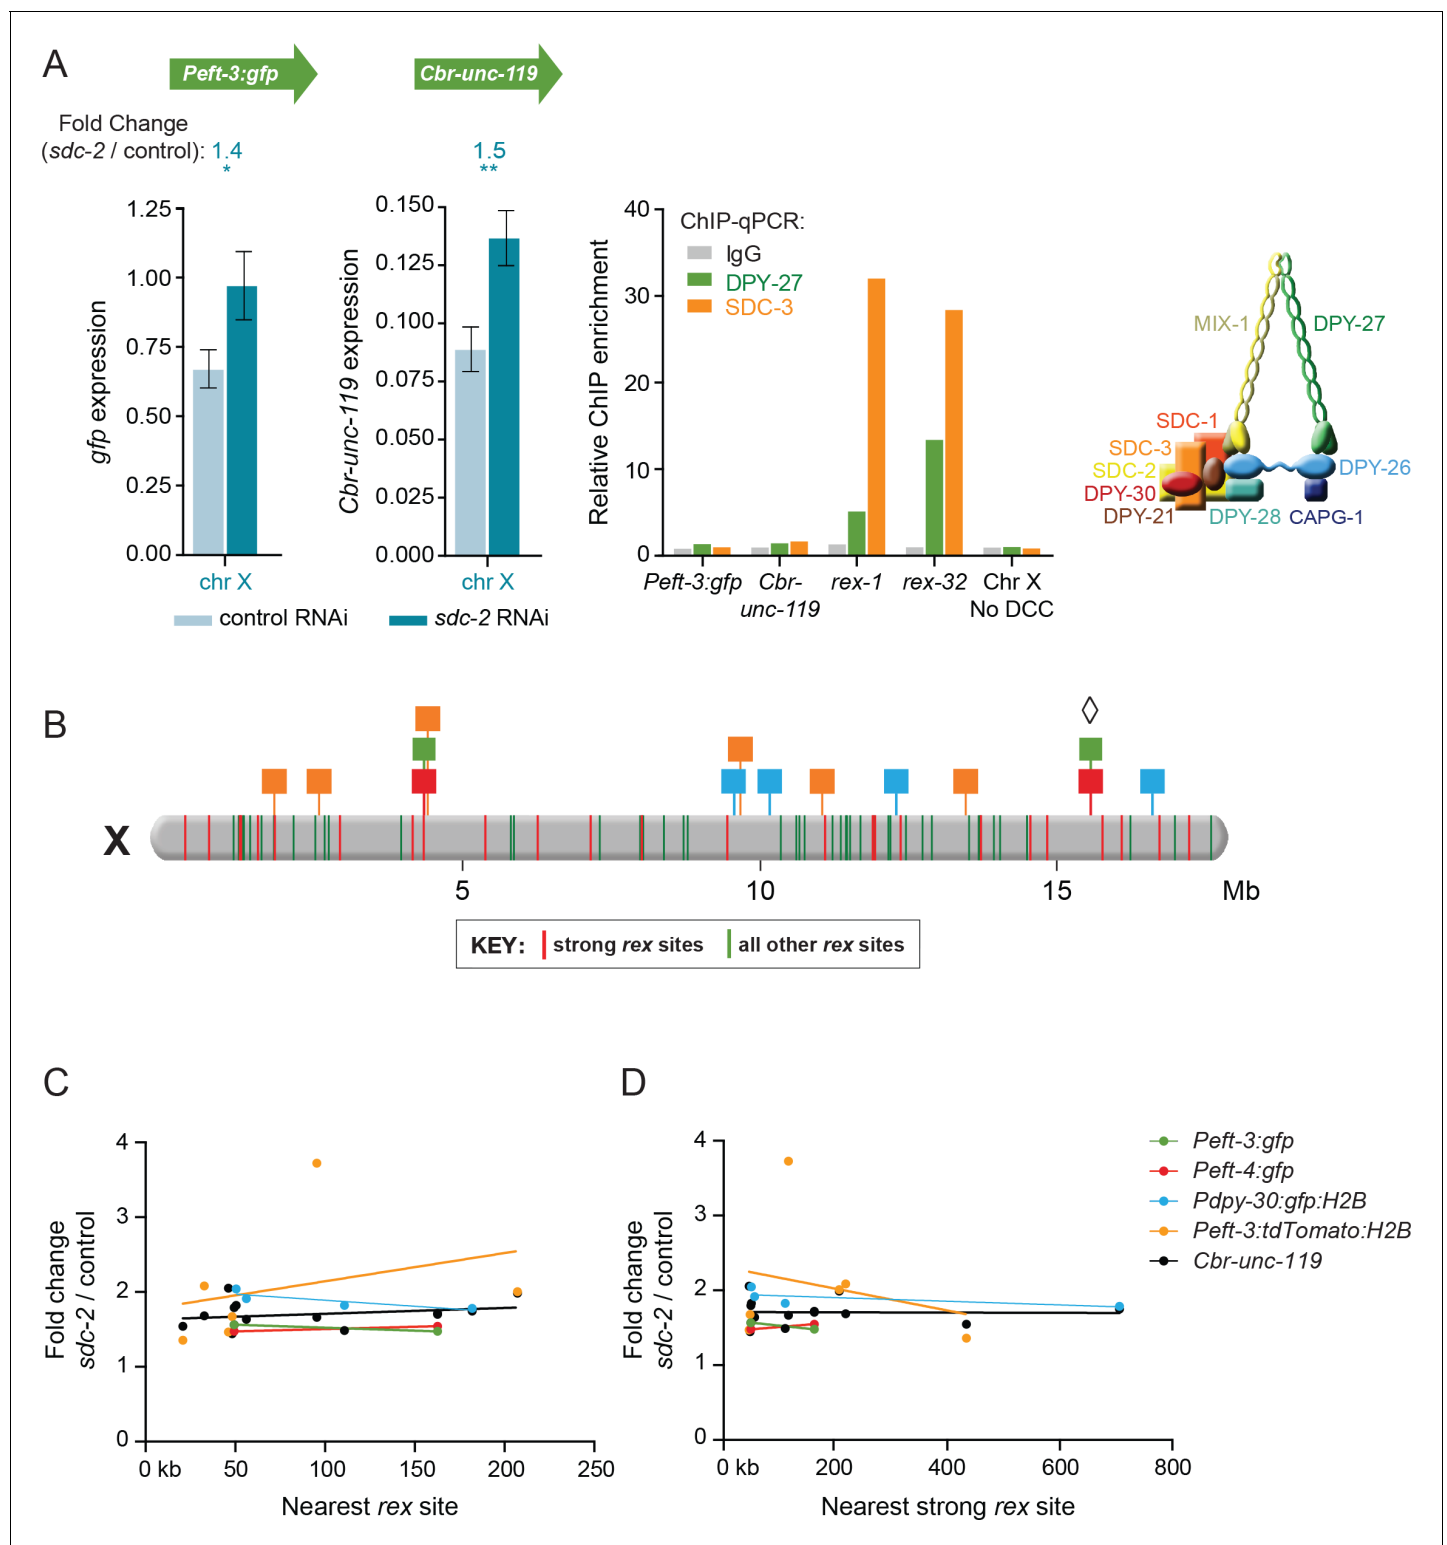 A
Peft-3:gfp
Cbr-unc-119
Fold Change
(sdc-2 / control): 1.4
*
1.5
**
gfp expression
1.25
1.00
0.75
0.50
0.25
0.00
chr X
Cbr-unc-119 expression
0.150
0.125
0.100
0.075
0.050
0.025
0.000
chr X
control RNAi
sdc-2 RNAi
Relative ChIP enrichment
40
30
20
10
0
ChIP-qPCR:
IgG
DPY-27
SDC-3
Peft-3:gfp
Cbr-
unc-119
rex-1
rex-32
Chr X
No DCC
MIX-1
DPY-27
SDC-1
SDC-3
SDC-2
DPY-30
DPY-21
DPY-28
CAPG-1
DPY-26
B
X
5
10
15
Mb
KEY:
strong rex sites
all other rex sites
C
Fold change
sdc-2 / control
4
3
2
1
0
0 kb
50
100
150
200
250
Nearest rex site
D
Fold change
sdc-2 / control
4
3
2
1
0
0 kb
200
400
600
800
Nearest strong rex site
Peft-3:gfp
Peft-4:gfp
Pdpy-30:gfp:H2B
Peft-3:tdTomato:H2B
Cbr-unc-119